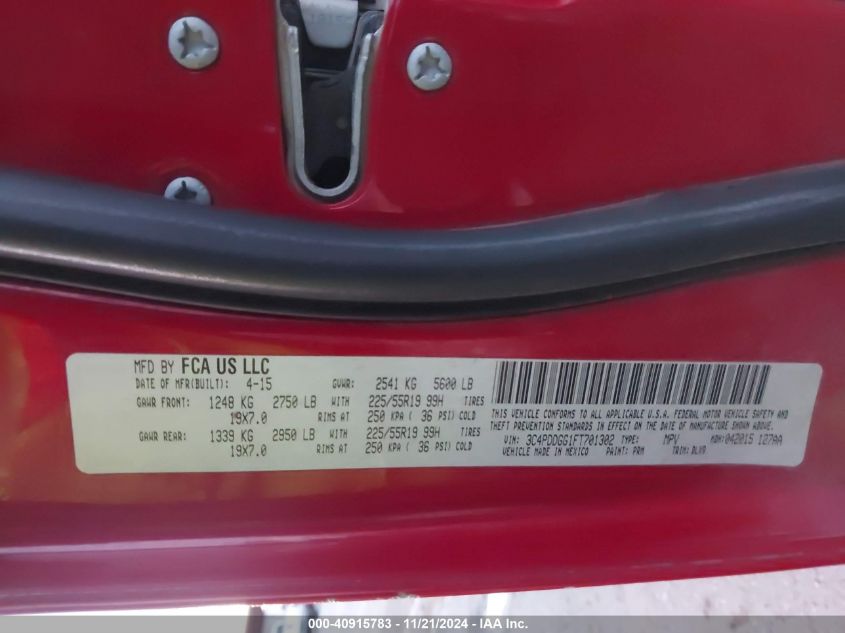 MFD BY FCA US LLC
DATE OF MFR(BUILT): 4-15 GVWR: 2541 KG 5600 LB
GAWR FRONT: 1248 KG 2750 LB WITH 225/55R19 99H TIRES
19X7.0 RIMS AT 250 KPA ( 36 PSI) COLD
GAWR REAR: 1339 KG 2950 LB WITH 225/55R19 99H TIRES
19X7.0 RIMS AT 250 KPA ( 36 PSI) COLD
THIS VEHICLE CONFORMS TO ALL APPLICABLE U.S.A. FEDERAL MOTOR VEHICLE SAFETY AND
THEFT PREVENTION STANDARDS IN EFFECT ON THE DATE OF MANUFACTURE SHOWN ABOVE.
VIN: 3C4PDDGG1FT701302 TYPE: MPV MDH: 042015 127AA
VEHICLE MADE IN MEXICO PAINT: PRM TRIM: DLX9
000-40915783 - 11/21/2024 - IAA Inc.